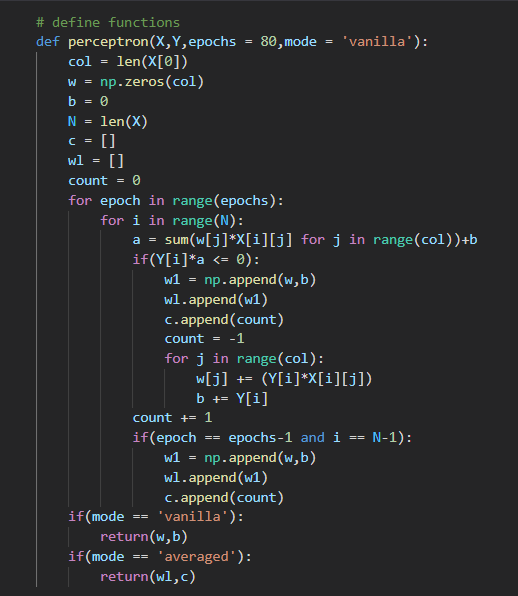 # define functions
def perceptron(X,Y,epochs = 80,mode = 'vanilla'):
    col = len(X[0])
    w = np.zeros(col)
    b = 0
    N = len(X)
    c = []
    wl = []
    count = 0
    for epoch in range(epochs):
        for i in range(N):
            a = sum(w[j]*X[i][j] for j in range(col))+b
            if(Y[i]*a <= 0):
                w1 = np.append(w,b)
                wl.append(w1)
                c.append(count)
                count = -1
                for j in range(col):
                    w[j] += (Y[i]*X[i][j])
                    b += Y[i]
            count += 1
            if(epoch == epochs-1 and i == N-1):
                w1 = np.append(w,b)
                wl.append(w1)
                c.append(count)
    if(mode == 'vanilla'):
        return(w,b)
    if(mode == 'averaged'):
        return(wl,c)